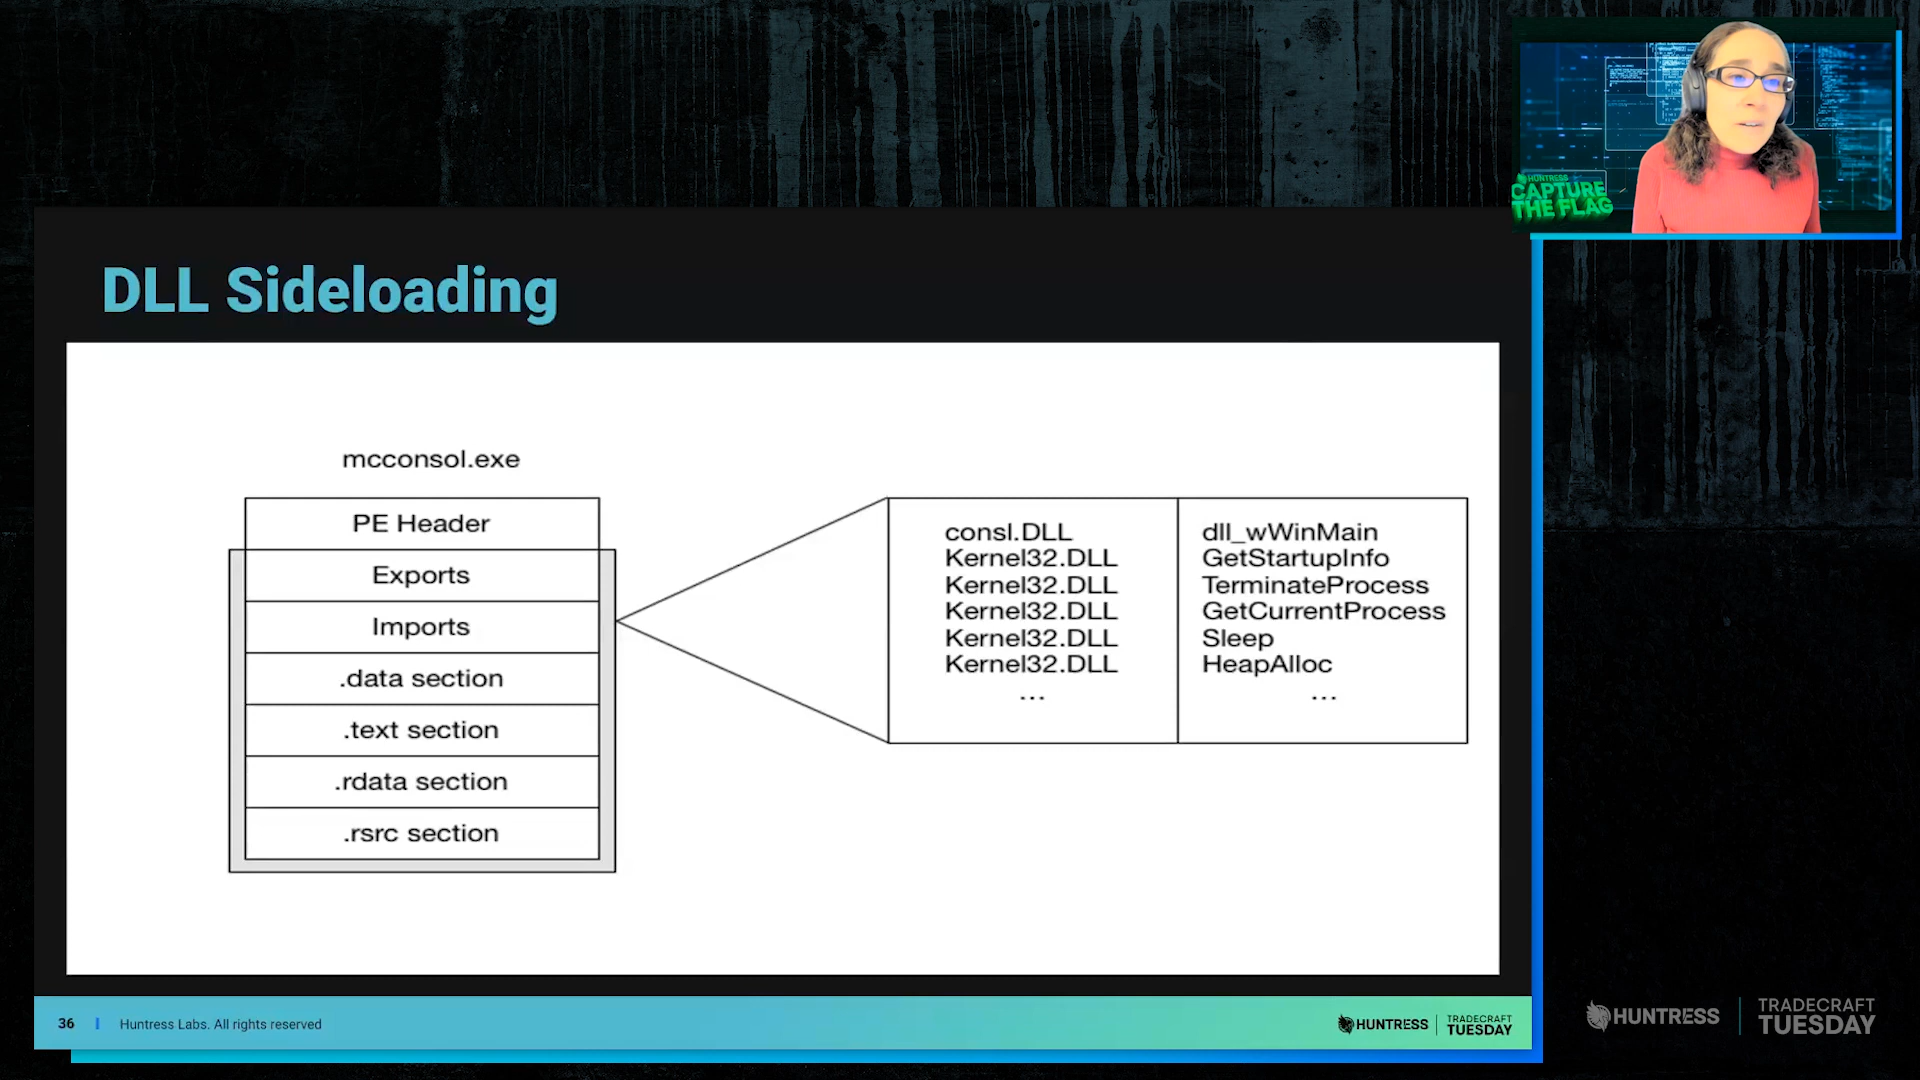 HUNTRESS
CAPTURE
THE FLAG
DLL Sideloading
mcconsol.exe
PE Header
Exports
Imports
.data section
.text section
.rdata section
.rsrc section
consl.DLL dll_wWinMain
Kernel32.DLL GetStartupInfo
Kernel32.DLL TerminateProcess
Kernel32.DLL GetCurrentProcess
Kernel32.DLL Sleep
Kernel32.DLL HeapAlloc
... ...
36 | Huntress Labs. All rights reserved
HUNTRESS | TRADECRAFT
TUESDAY
HUNTRESS | TRADECRAFT
TUESDAY